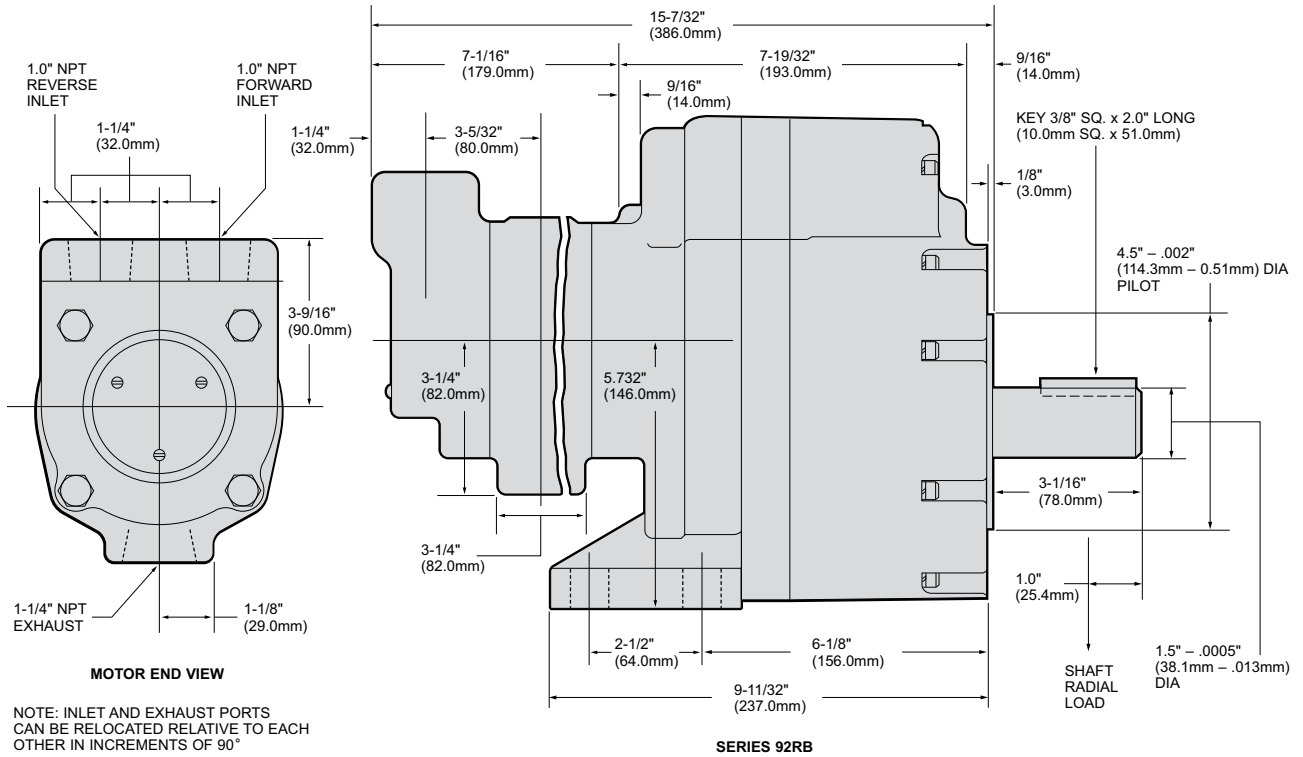 15-7/32"
(386.0mm)
7-1/16"
(179.0mm)
7-19/32"
(193.0mm)
9/16"
(14.0mm)
1.0" NPT
REVERSE
INLET
1.0" NPT
FORWARD
INLET
9/16"
(14.0mm)
1-1/4"
(32.0mm)
1-1/4"
(32.0mm)
3-5/32"
(80.0mm)
KEY 3/8" SQ. x 2.0" LONG
(10.0mm SQ. x 51.0mm)
1/8"
(3.0mm)
4.5" – .002"
(114.3mm – 0.51mm) DIA
PILOT
3-9/16"
(90.0mm)
3-1/4"
(82.0mm)
5.732"
(146.0mm)
3-1/16"
(78.0mm)
3-1/4"
(82.0mm)
1.0"
(25.4mm)
1-1/4" NPT
EXHAUST
1-1/8"
(29.0mm)
2-1/2"
(64.0mm)
6-1/8"
(156.0mm)
1.5" – .0005"
(38.1mm – .013mm)
DIA
SHAFT
RADIAL
LOAD
9-11/32"
(237.0mm)
MOTOR END VIEW
NOTE: INLET AND EXHAUST PORTS
CAN BE RELOCATED RELATIVE TO EACH
OTHER IN INCREMENTS OF 90°
SERIES 92RB